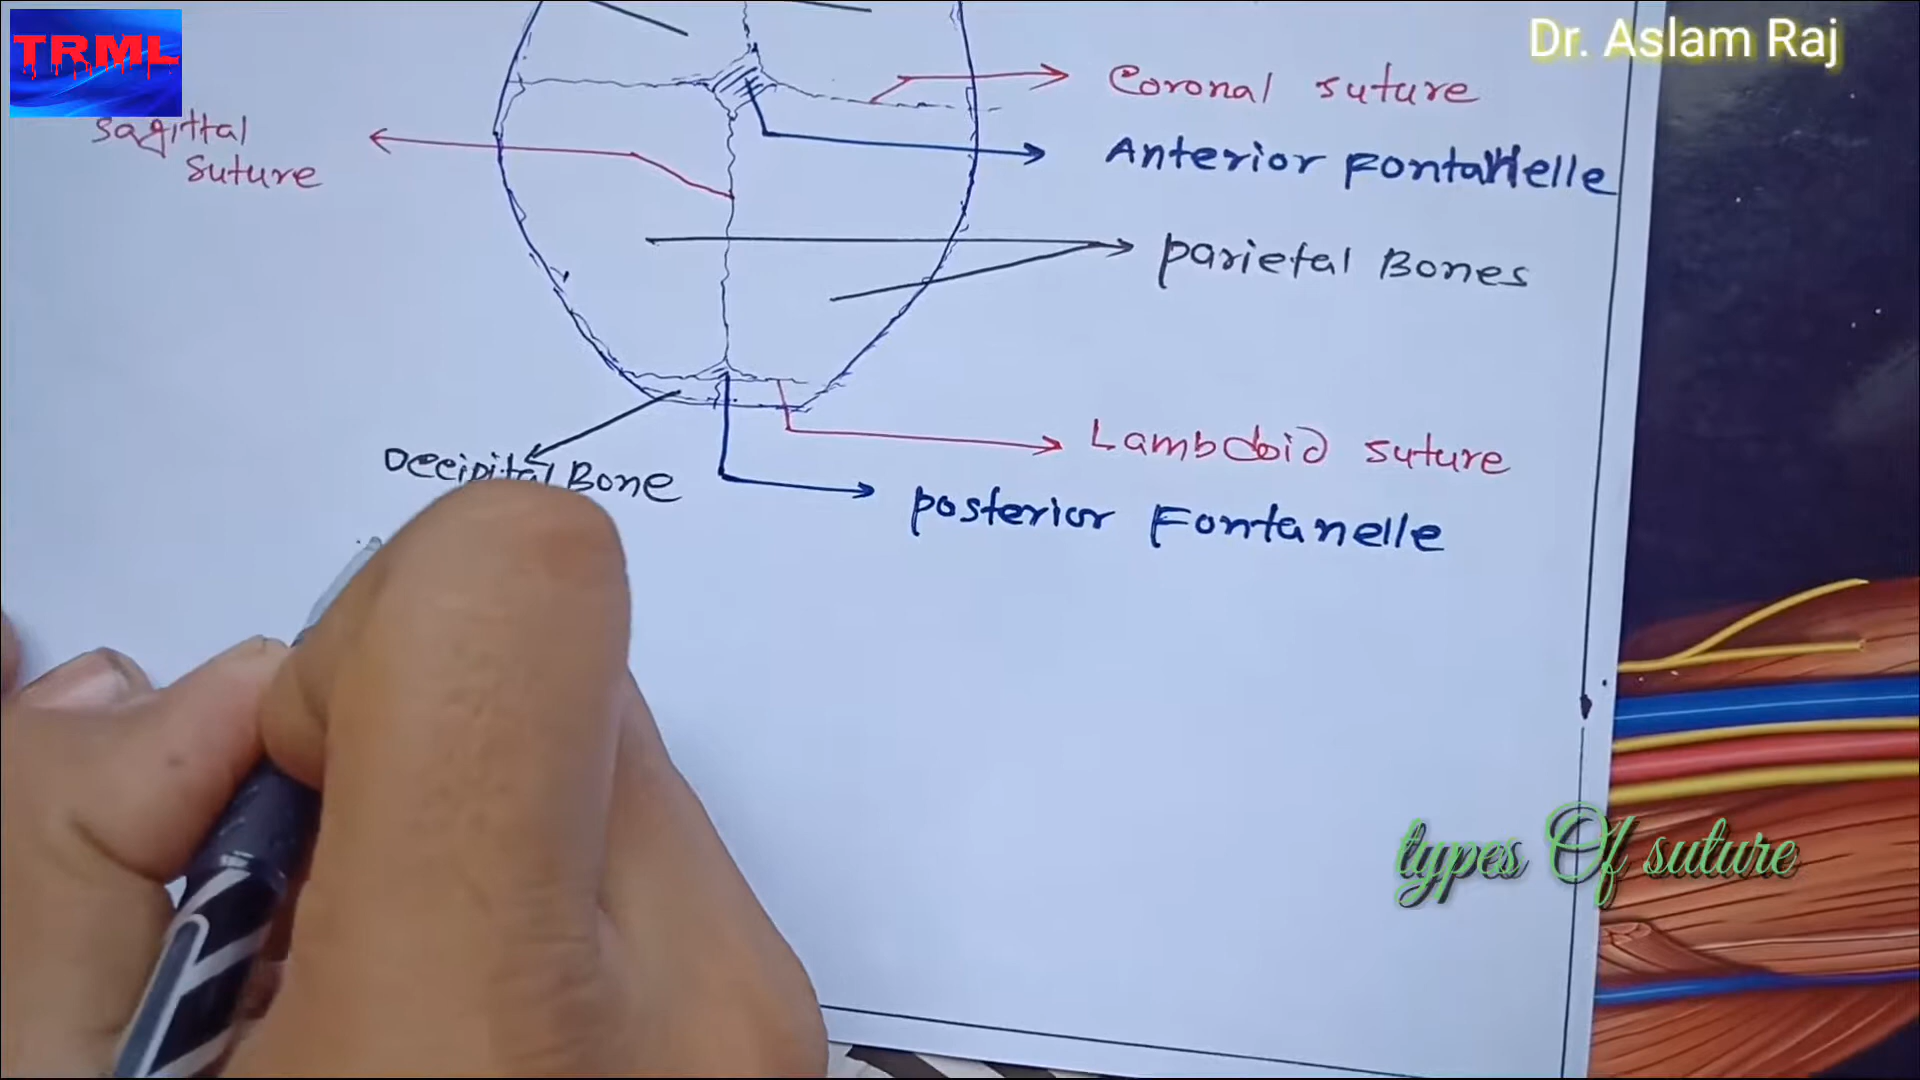 TRML
Dr. Aslam Raj
Coronal suture
Sagittal
suture
Anterior Fontanelle
Parietal Bones
Lambdoid suture
Occipital Bone
Posterior Fontanelle
types Of suture